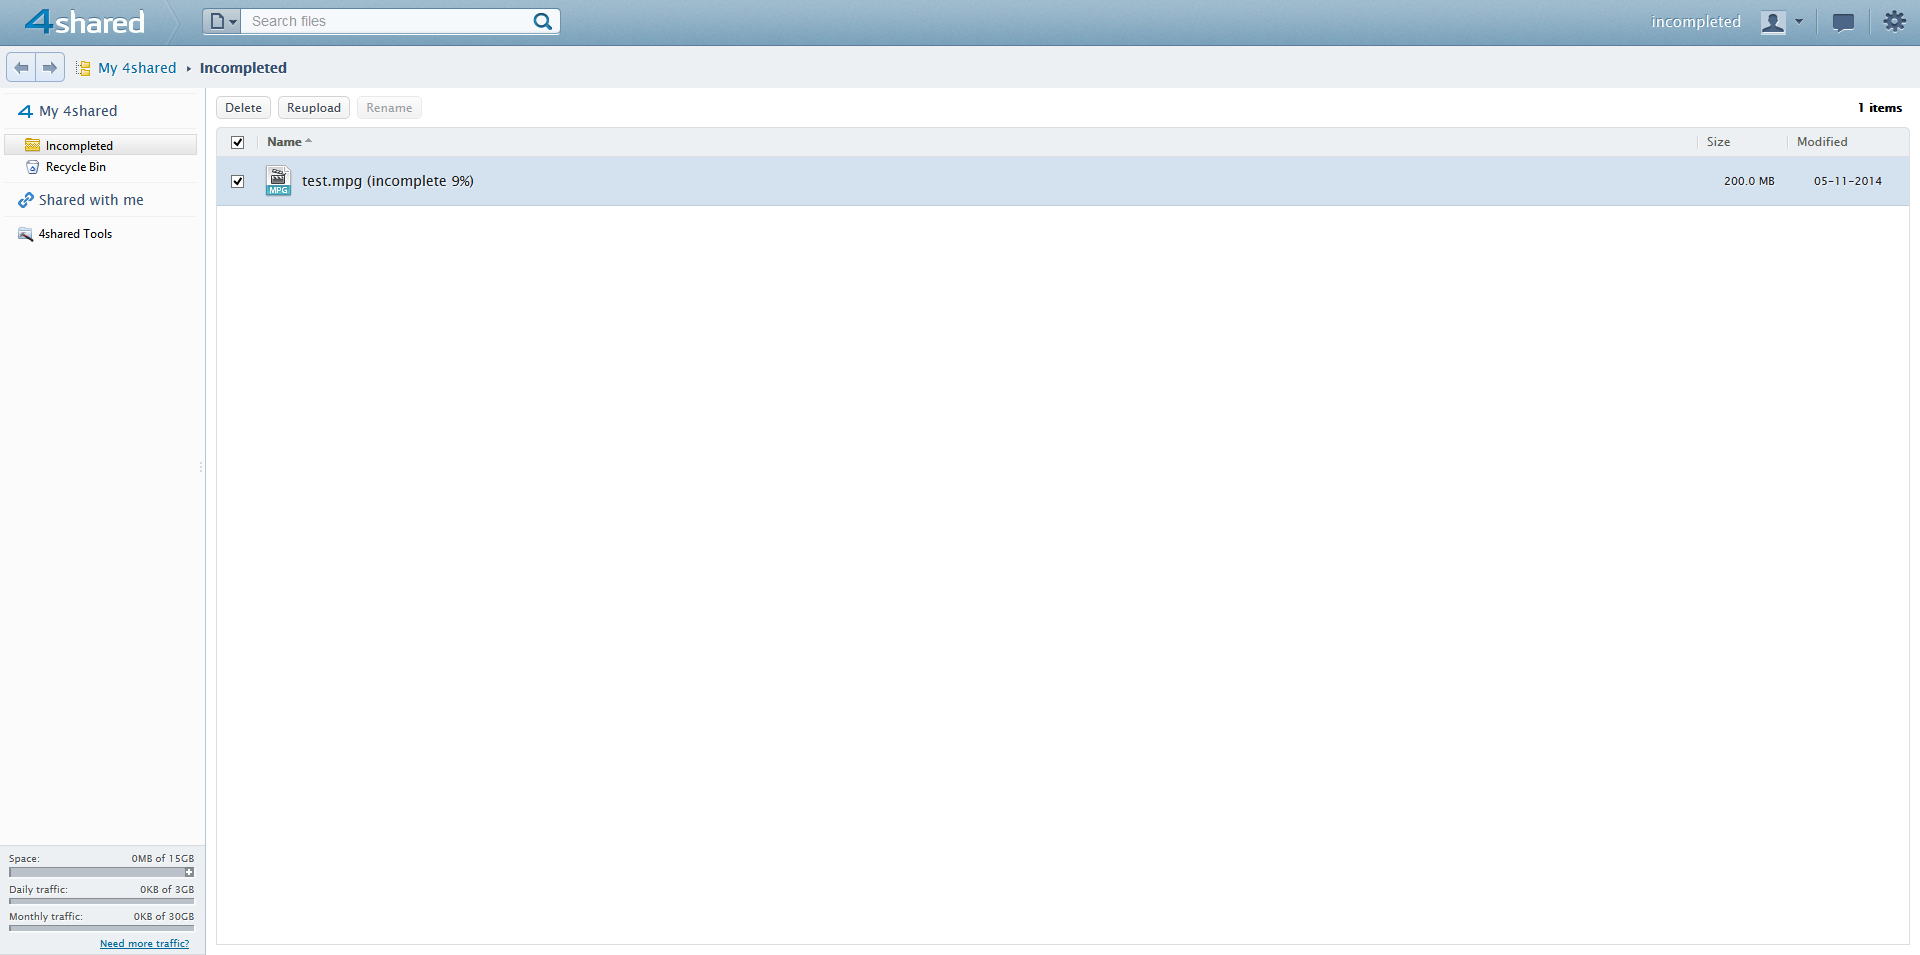 4shared
Search files
incompleted
My 4shared
Incompleted
My 4shared
Incompleted
Recycle Bin
Shared with me
4shared Tools
Delete
Reupload
Rename
1 items
Name
Size
Modified
MPG
test.mpg (incomplete 9%)
200.0 MB
05-11-2014
Space: 0MB of 15GB
Daily traffic: 0KB of 3GB
Monthly traffic: 0KB of 30GB
Need more traffic?